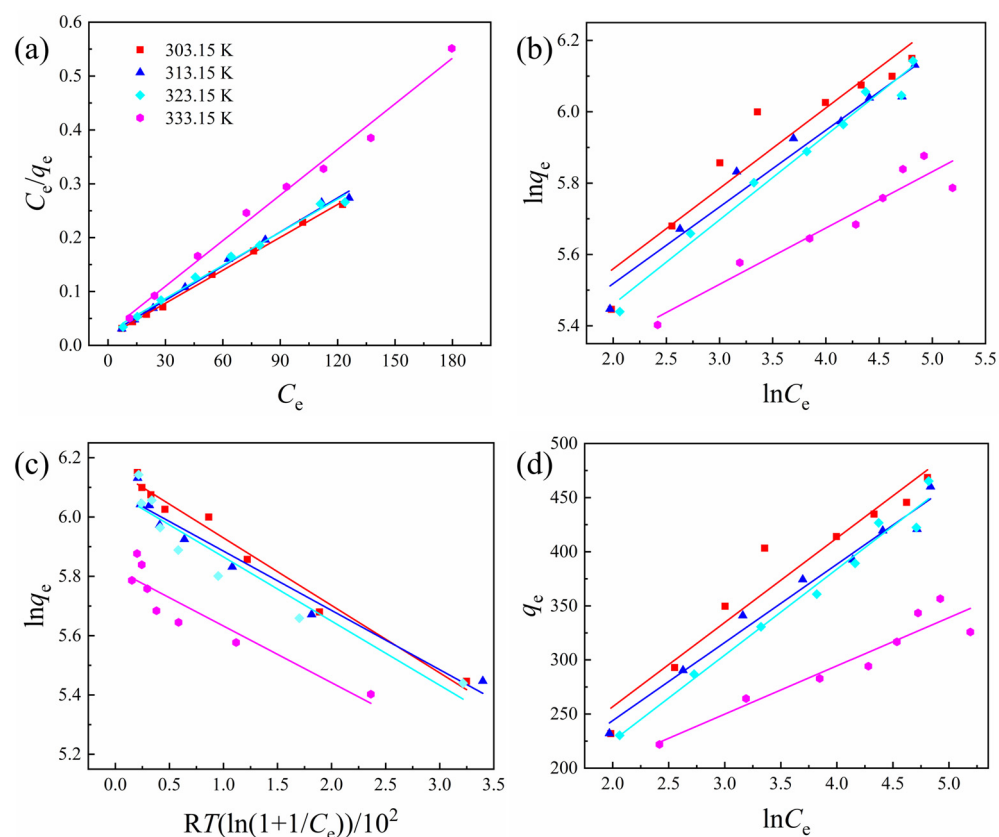 (a)
303.15 K
313.15 K
323.15 K
333.15 K
0.6
0.5
0.4
0.3
0.2
0.1
0.0
0 30 60 90 120 150 180
Ce/qe
Ce
(b)
6.2
6.0
5.8
5.6
5.4
2.0 2.5 3.0 3.5 4.0 4.5 5.0 5.5
lnqe
lnCe
(c)
6.2
6.0
5.8
5.6
5.4
5.2
0.0 0.5 1.0 1.5 2.0 2.5 3.0 3.5
lnqe
RT(ln(1+1/Ce))/10²
(d)
500
450
400
350
300
250
200
2.0 2.5 3.0 3.5 4.0 4.5 5.0
qe
lnCe